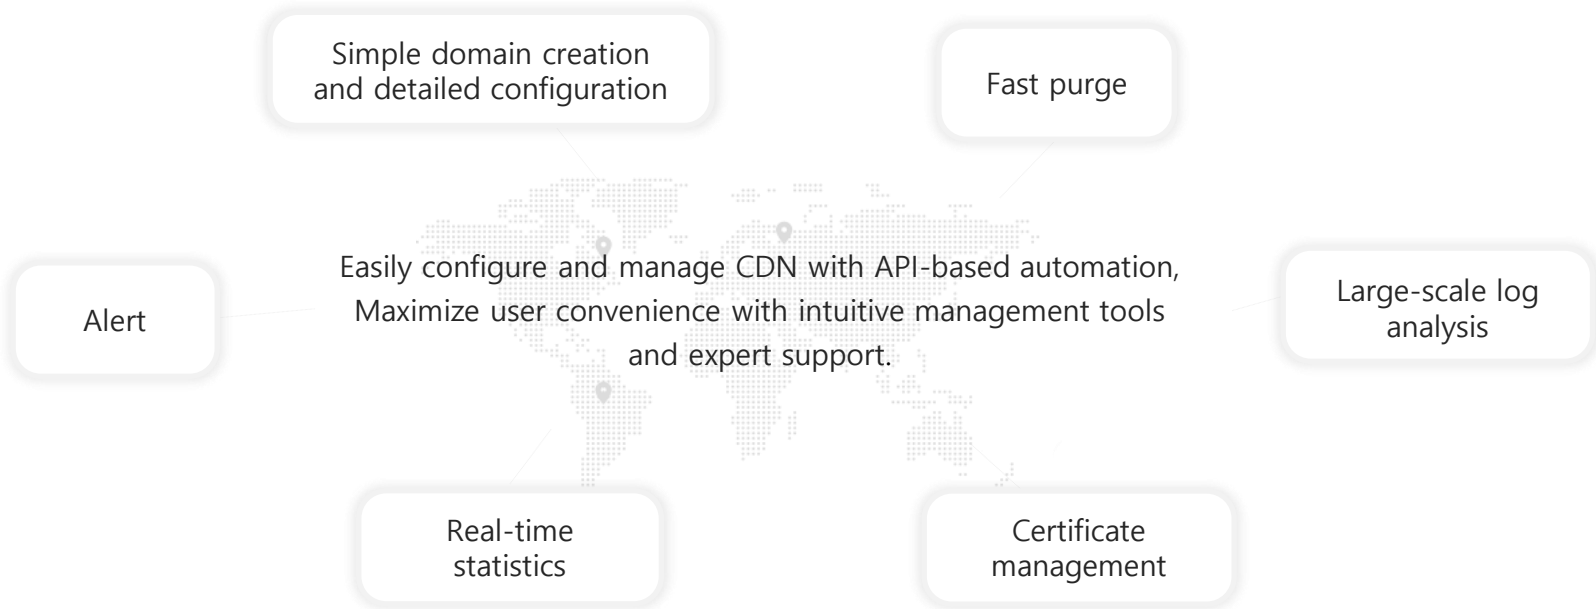 Simple domain creation
and detailed configuration
Fast purge
Easily configure and manage CDN with API-based automation,
Maximize user convenience with intuitive management tools
and expert support.
Alert
Large-scale log
analysis
Real-time
statistics
Certificate
management